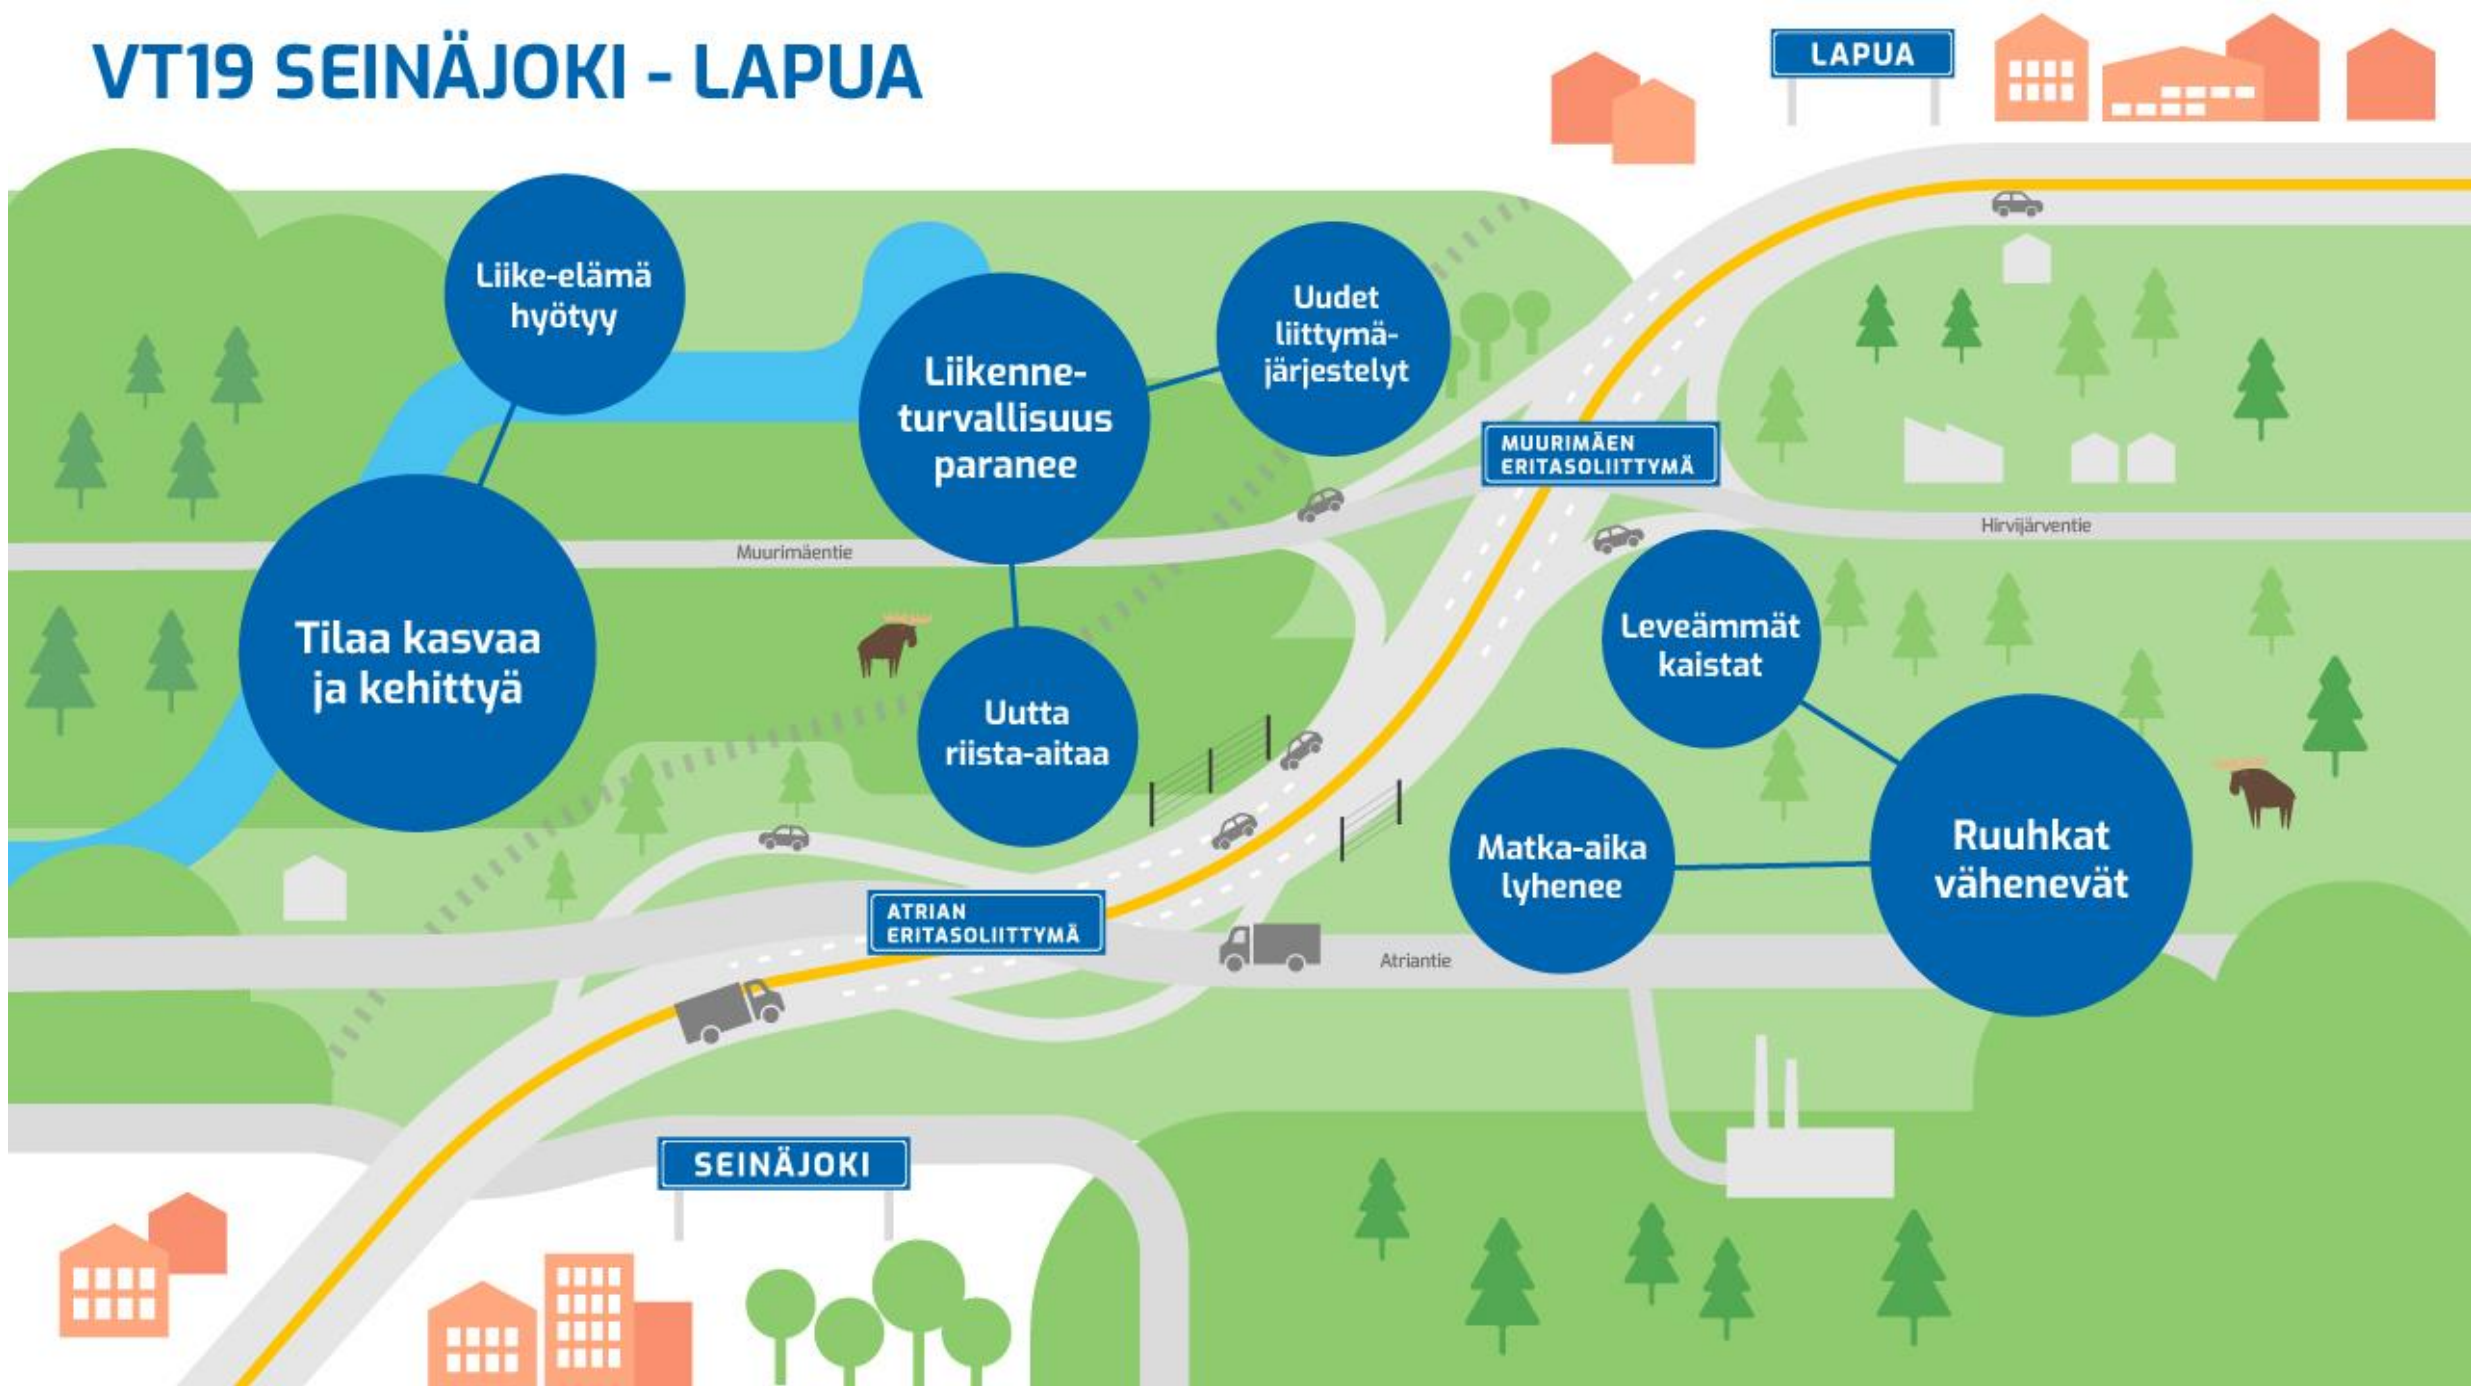 VT19 SEINÄJOKI - LAPUA
LAPUA
Liike-elämä
hyötyy
Tilaa kasvaa
ja kehittyä
Liikenne-
turvallisuus
paranee
Uudet
liittymä-
järjestelyt
Uutta
riista-aitaa
MUURIMÄEN
ERITASOLIITTYMÄ
Muurimäentie
Hirvijärventie
Leveämmät
kaistat
Matka-aika
lyhenee
Ruuhkat
vähenevät
ATRIAN
ERITASOLIITTYMÄ
Atriantie
SEINÄJOKI